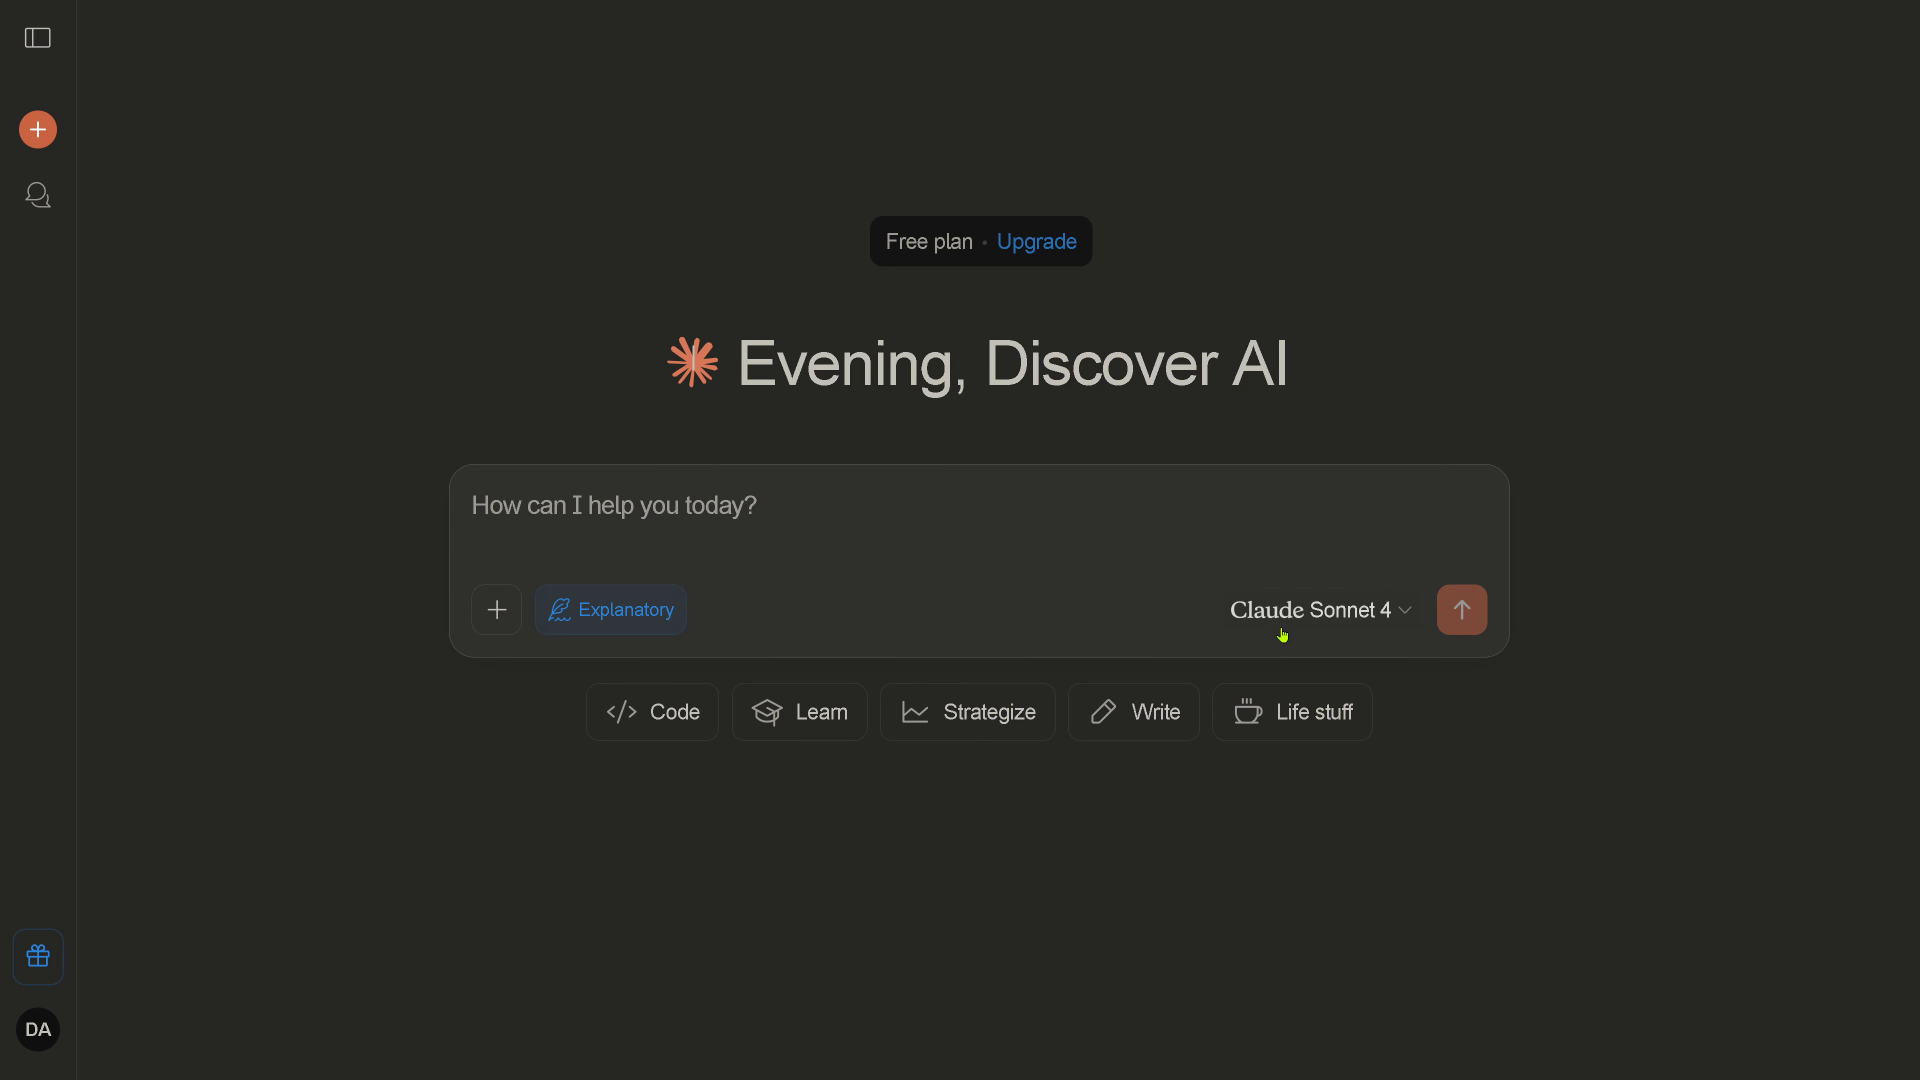 Free plan · Upgrade
Evening, Discover AI
How can I help you today?
Explanatory
Claude Sonnet 4
Code
Learn
Strategize
Write
Life stuff
DA